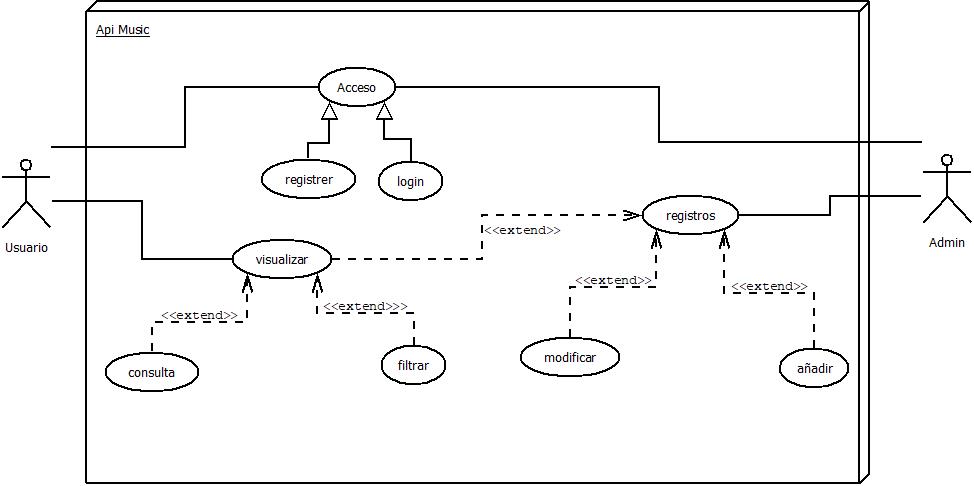 Api Music
Acceso
registrer
login
registros
Usuario
Admin
<<extend>>
visualizar
<<extend>>
<<extend>>
<<extend>>
<<extend>>>
consulta
filtrar
modificar
añadir